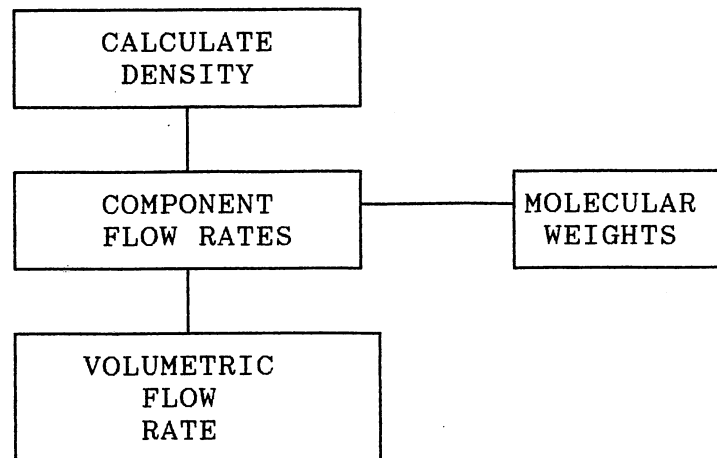 CALCULATE
DENSITY
COMPONENT
FLOW RATES
MOLECULAR
WEIGHTS
VOLUMETRIC
FLOW
RATE